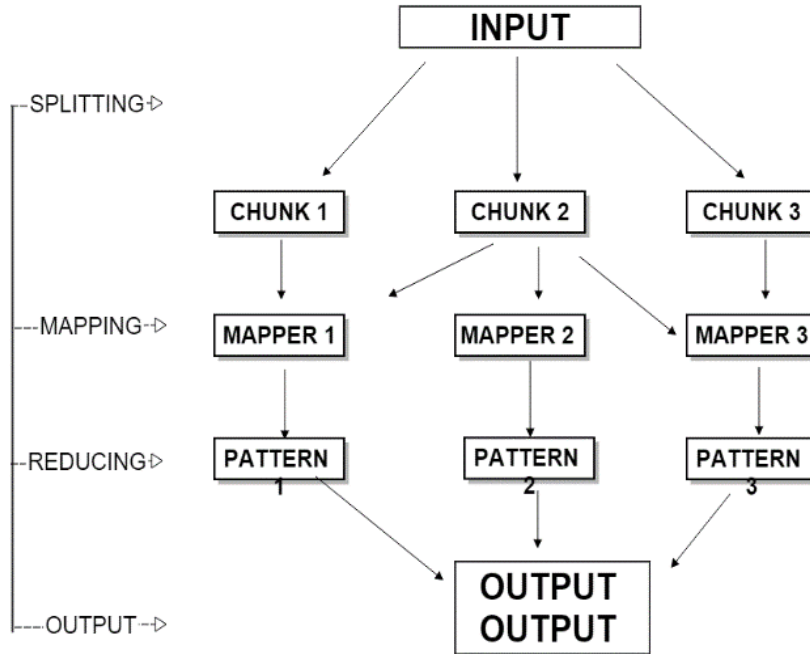 INPUT
SPLITTING
CHUNK 1
CHUNK 2
CHUNK 3
MAPPING
MAPPER 1
MAPPER 2
MAPPER 3
REDUCING
PATTERN
1
PATTERN
2
PATTERN
3
OUTPUT
OUTPUT
OUTPUT